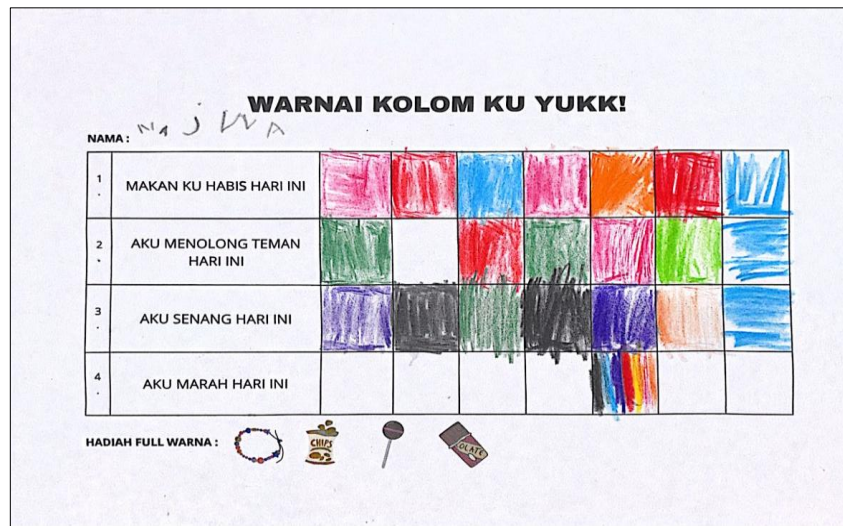 WARNAI KOLOM KU YUKK!
NAMA : NAJWA
1. MAKAN KU HABIS HARI INI
2. AKU MENOLONG TEMAN
HARI INI
3. AKU SENANG HARI INI
4. AKU MARAH HARI INI
HADIAH FULL WARNA :
CHIPS
OLATE